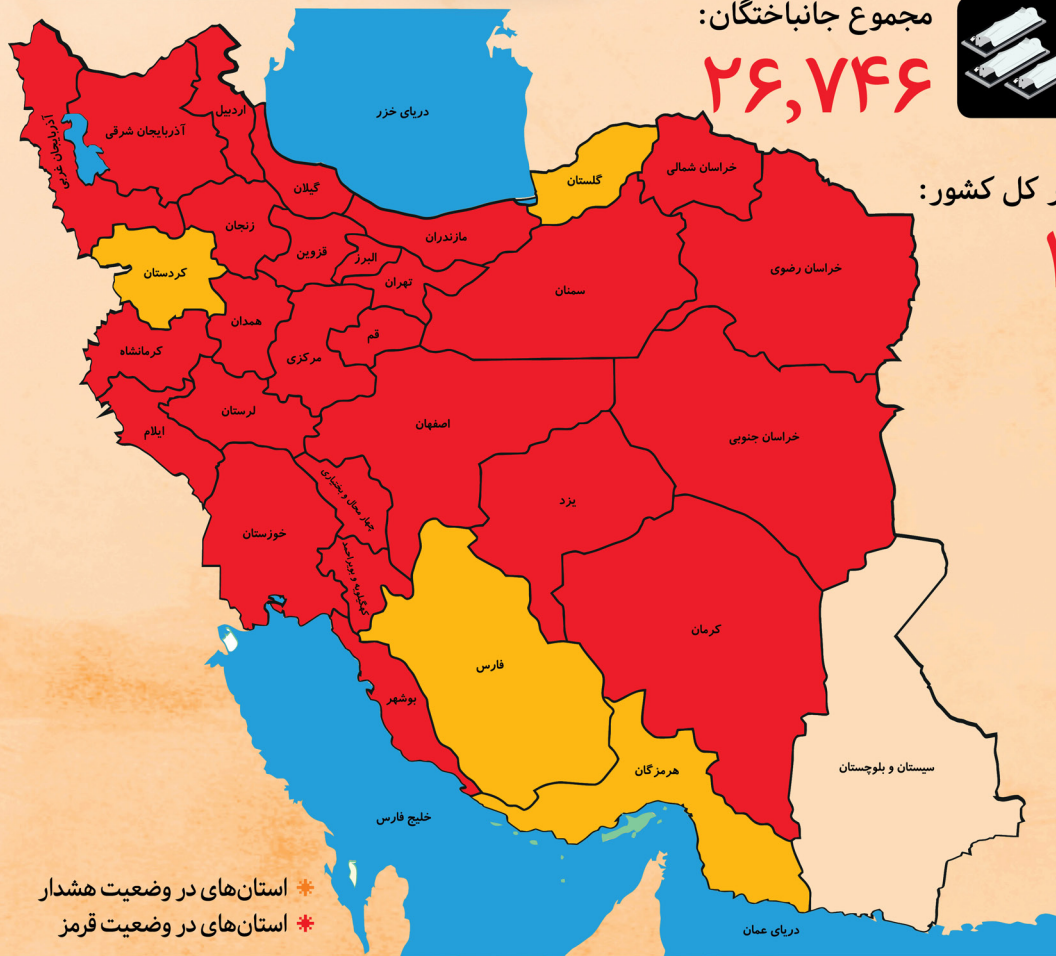 مجموع جانباختگان:
۲۶,۷۴۶
کل کشور:
دریای خزر
اردبیل
آذربایجان شرقی
آذربایجان غربی
گیلان
گلستان
خراسان شمالی
زنجان
مازندران
قزوین
البرز
تهران
سمنان
خراسان رضوی
کردستان
همدان
قم
مرکزی
کرمانشاه
لرستان
ایلام
اصفهان
خراسان جنوبی
چهار محال و بختیاری
یزد
خوزستان
کهگیلویه و بویراحمد
کرمان
فارس
بوشهر
هرمزگان
سیستان و بلوچستان
خلیج فارس
استان‌های در وضعیت هشدار
استان‌های در وضعیت قرمز
دریای عمان